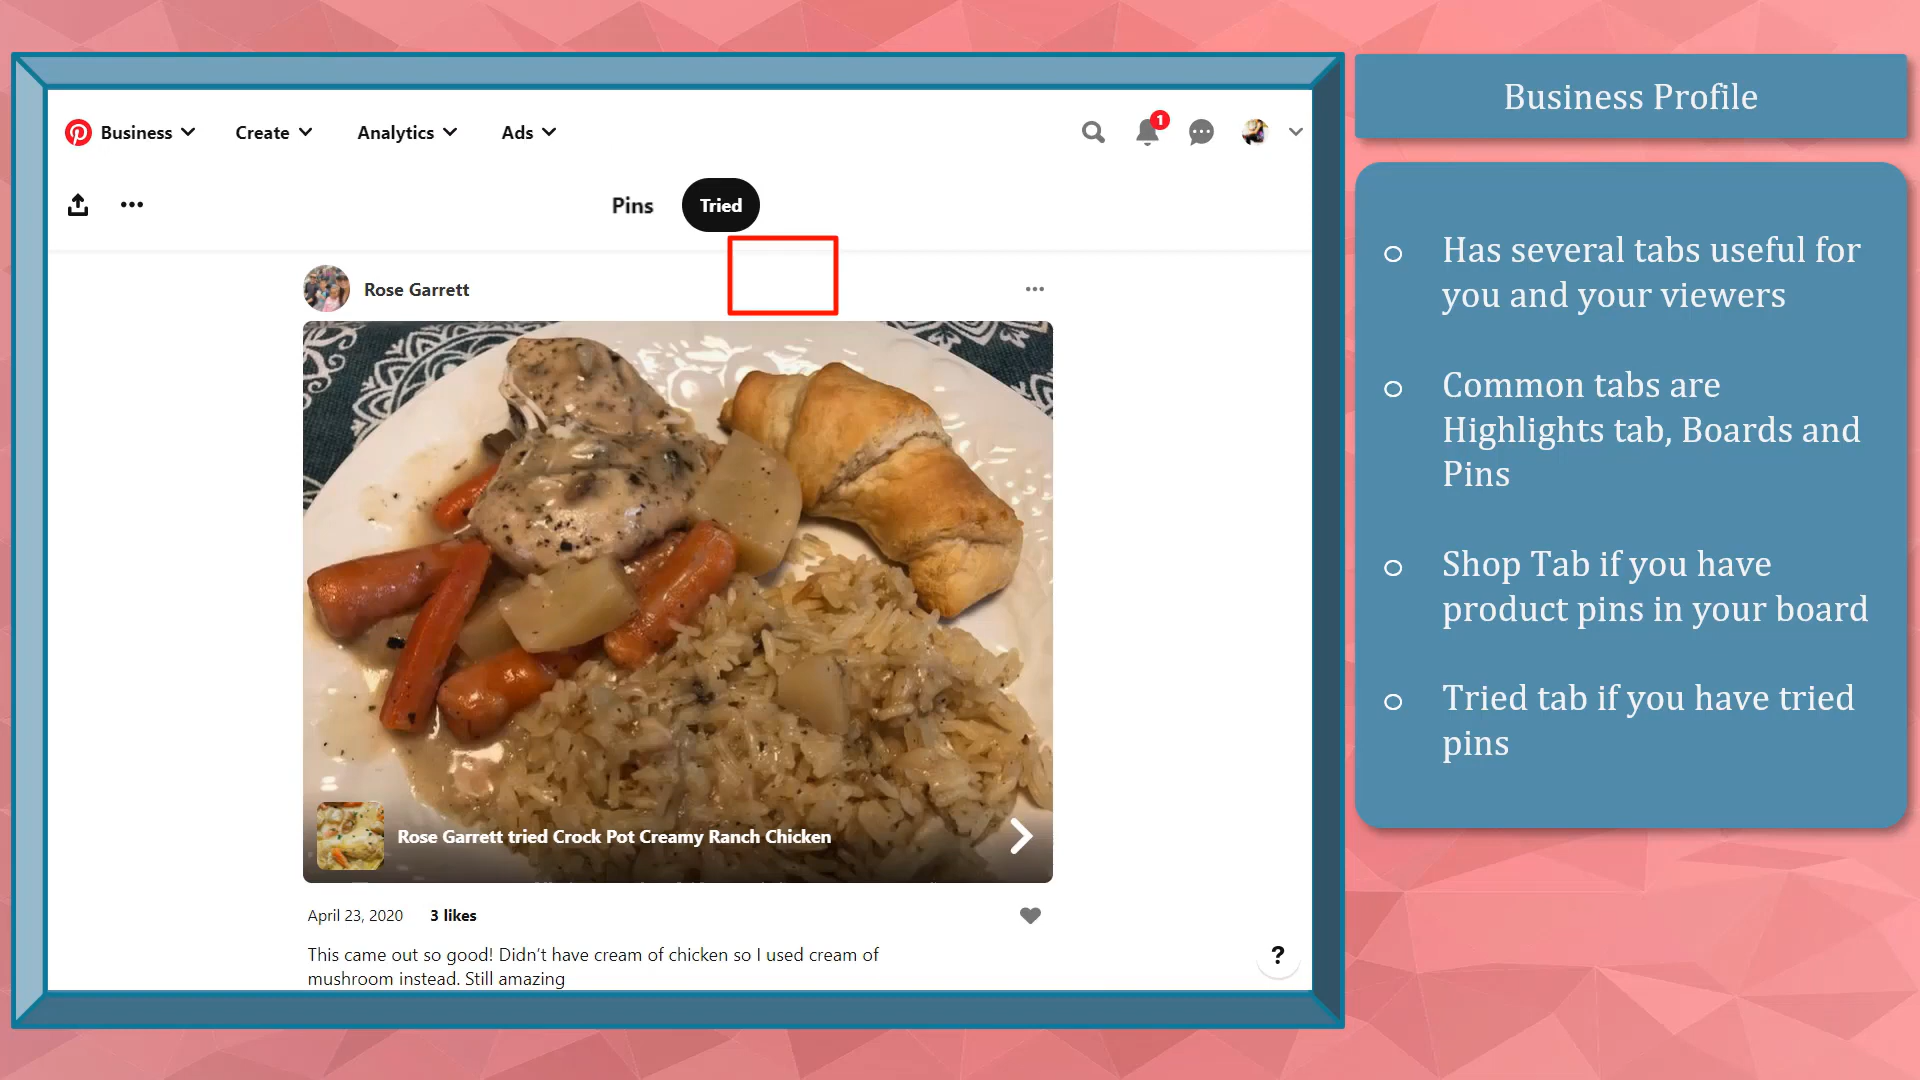 Business Create Analytics Ads 1
Pins Tried
Rose Garrett
Rose Garrett tried Crock Pot Creamy Ranch Chicken
April 23, 2020 3 likes
This came out so good! Didn't have cream of chicken so I used cream of
mushroom instead. Still amazing
?
Business Profile
Has several tabs useful for
you and your viewers
Common tabs are
Highlights tab, Boards and
Pins
Shop Tab if you have
product pins in your board
Tried tab if you have tried
pins